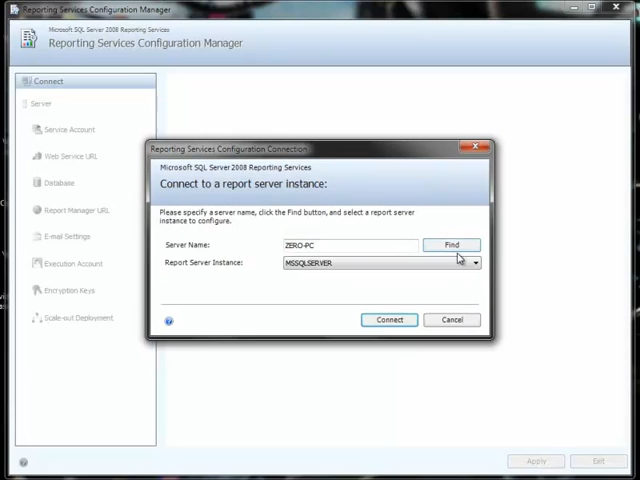 Reporting Services Configuration Manager
Microsoft SQL Server 2008 Reporting Services
Reporting Services Configuration Manager
Connect
Server
Service Account
Web Service URL
Database
Report Manager URL
E-mail Settings
Execution Account
Encryption Keys
Scale-out Deployment
Reporting Services Configuration Connection
Microsoft SQL Server 2008 Reporting Services
Connect to a report server instance:
Please specify a server name, click the Find button, and select a report server
instance to configure.
Server Name: ZERO-PC Find
Report Server Instance: MSSQLSERVER
Connect Cancel
Apply Exit